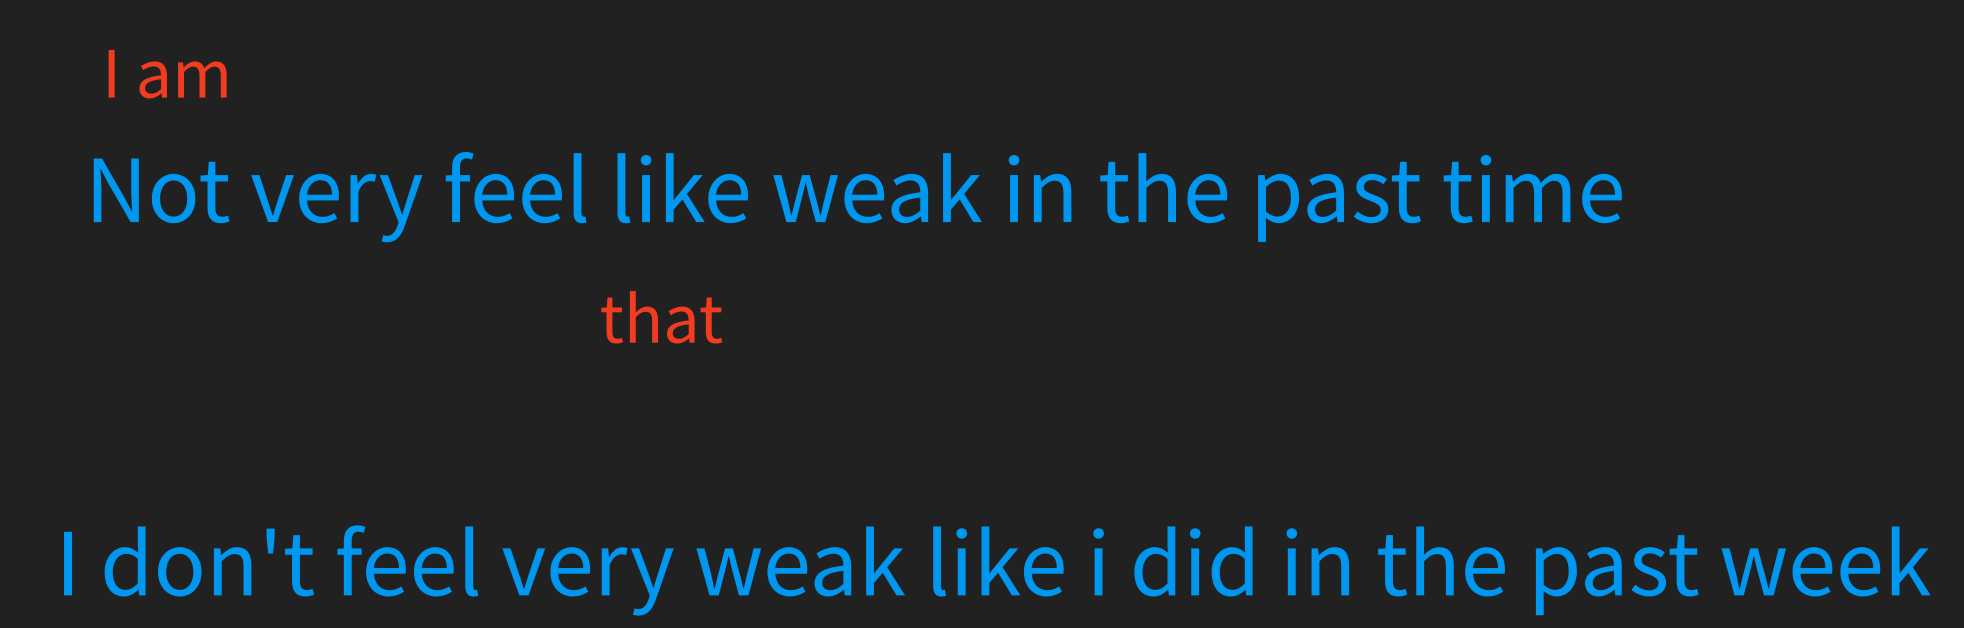 I am
Not very feel like weak in the past time
that
I don't feel very weak like i did in the past week